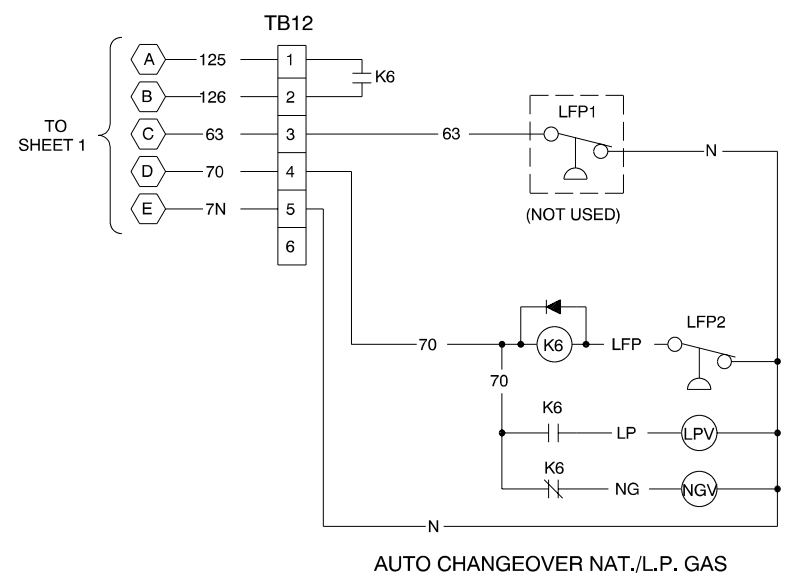 TB12
A 125 1
K6
B 126 2
LFP1
TO
SHEET 1
C 63 3 63
N
D 70 4
(NOT USED)
E 7N 5
6
LFP2
70 K6 LFP
70
K6
LP LPV
K6
NG NGV
N
AUTO CHANGEOVER NAT./L.P. GAS